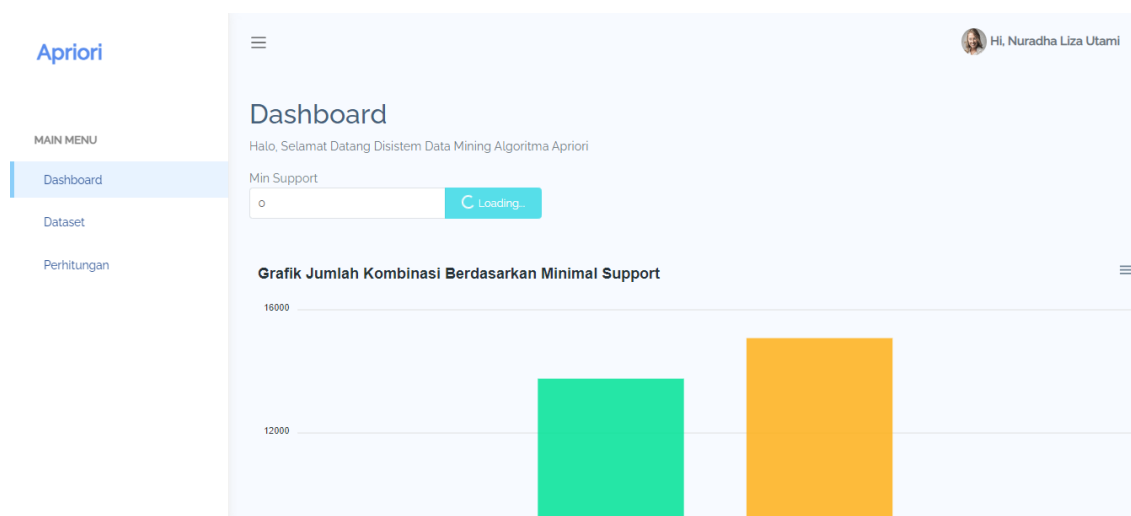 Apriori
Hi, Nuradha Liza Utami
Dashboard
MAIN MENU
Halo, Selamat Datang Disistem Data Mining Algoritma Apriori
Dashboard
Min Support
0
Loading...
Dataset
Perhitungan
Grafik Jumlah Kombinasi Berdasarkan Minimal Support
16000
12000